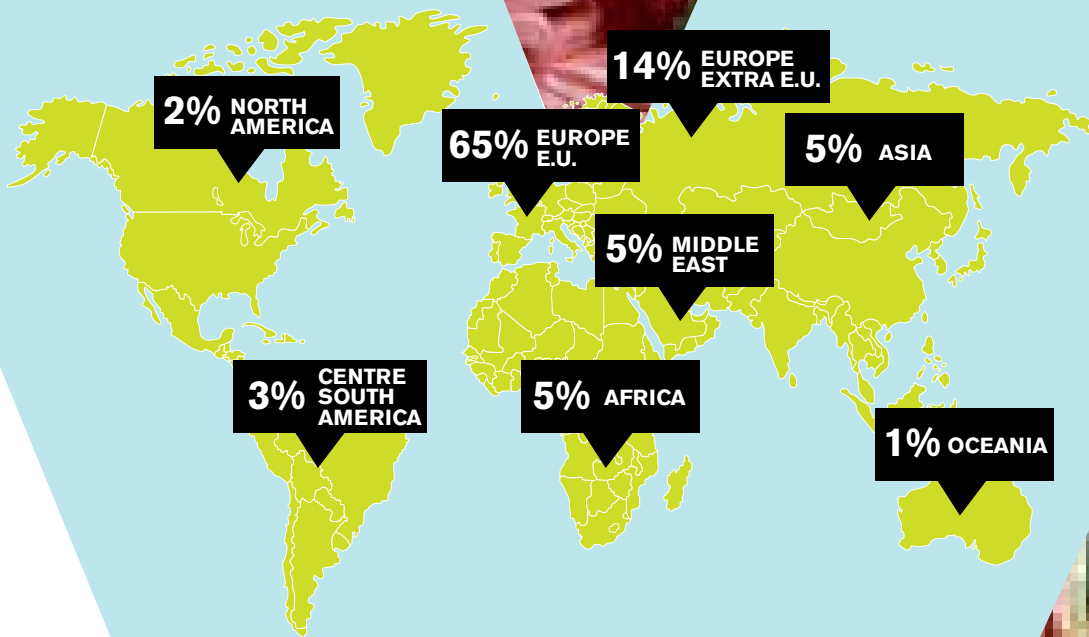 14% EUROPE
EXTRA E.U.
2% NORTH
AMERICA
65% EUROPE
E.U.
5% ASIA
5% MIDDLE
EAST
3% CENTRE
SOUTH
AMERICA
5% AFRICA
1% OCEANIA